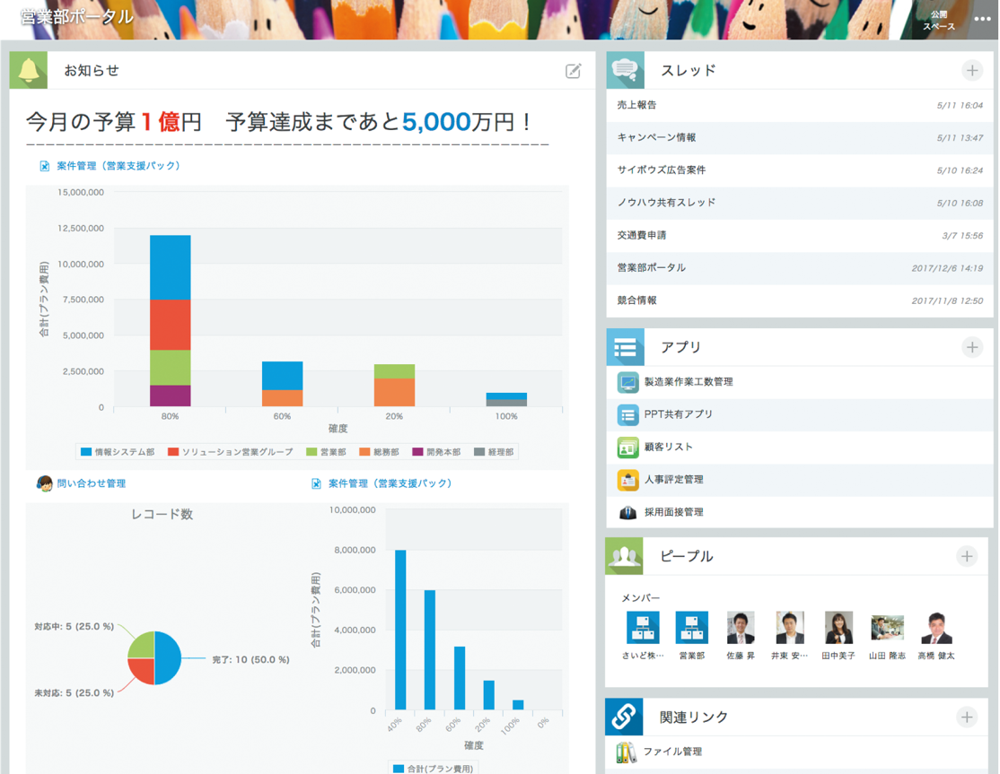 営業部ポータル
公開
スペース
お知らせ
今月の予算1億円 予算達成まであと5,000万円！
案件管理（営業支援パック）
15,000,000
12,500,000
10,000,000
7,500,000
5,000,000
2,500,000
0
合計(プラン費用)
80%
60%
20%
100%
確度
情報システム部 ソリューション営業グループ 営業部 総務部 開発本部 経理部
問い合わせ管理
レコード数
対応中: 5 (25.0 %)
完了: 10 (50.0 %)
未対応: 5 (25.0 %)
案件管理（営業支援パック）
10,000,000
8,000,000
6,000,000
4,000,000
2,000,000
0
合計(プラン費用)
40%
80%
60%
20%
100%
0%
確度
合計(プラン費用)
スレッド
売上報告 5/11 16:04
キャンペーン情報 5/11 13:47
サイボウズ広告案件 5/10 16:24
ノウハウ共有スレッド 5/10 16:08
交通費申請 3/7 15:56
営業部ポータル 2017/12/6 14:19
競合情報 2017/11/8 12:50
アプリ
製造業作業工数管理
PPT共有アプリ
顧客リスト
人事評定管理
採用面接管理
ピープル
メンバー
さいど株…
営業部
佐藤 昇
井東 安…
田中美子
山田 隆志
高橋 健太
関連リンク
ファイル管理